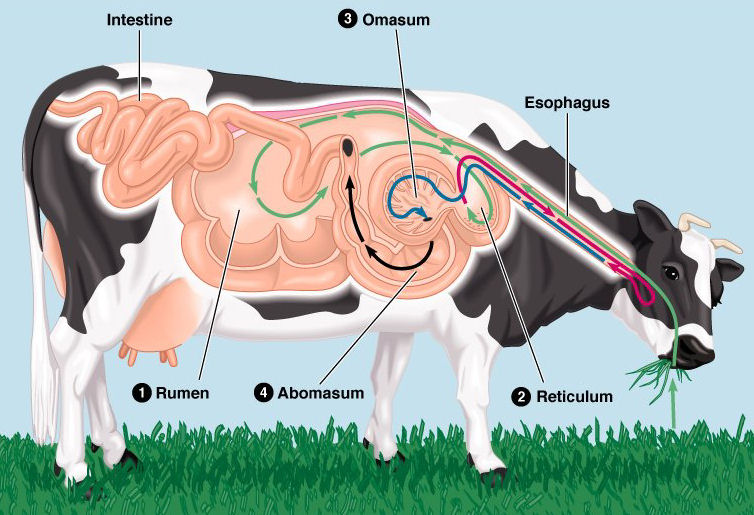 Intestine
3 Omasum
Esophagus
1 Rumen
4 Abomasum
2 Reticulum